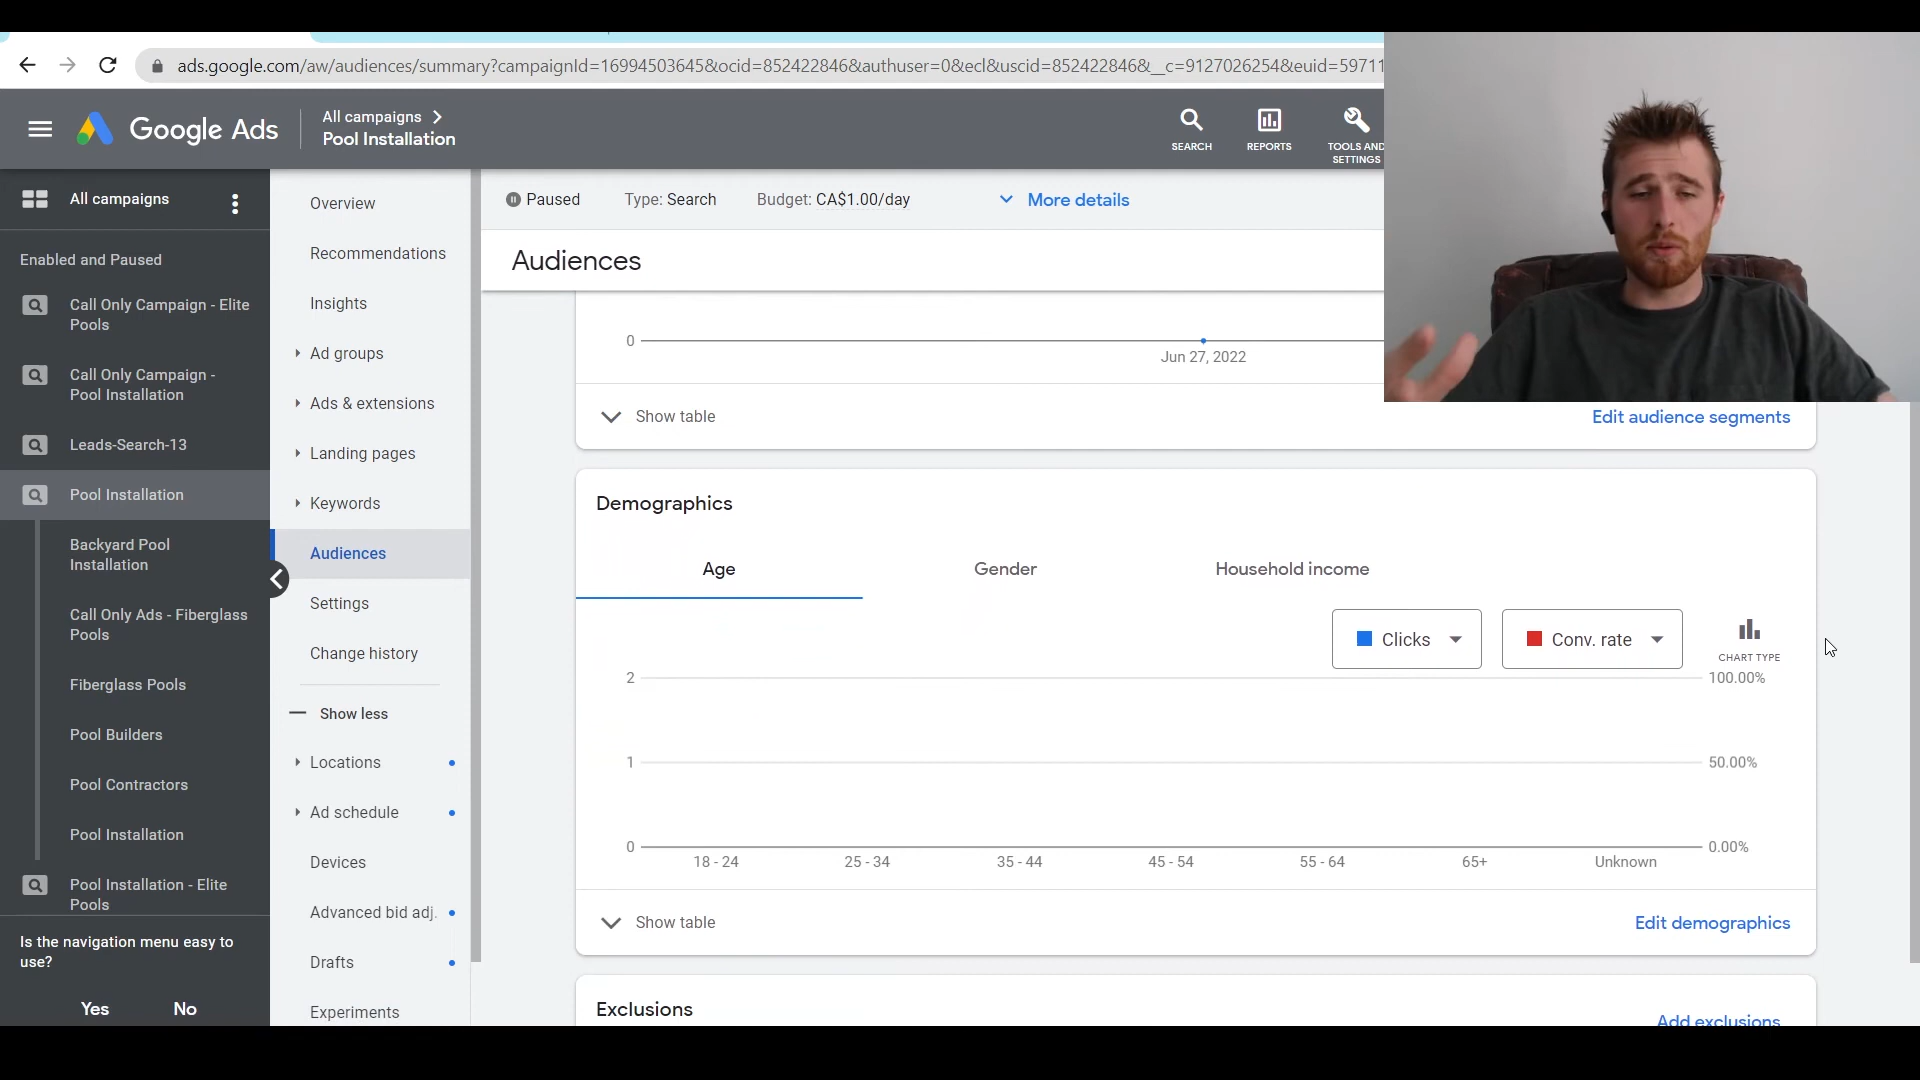 ads.google.com/aw/audiences/summary?campaignId=16994503645&ocid=852422846&authuser=0&ecl&uscid=852422846&__c=9127026254&euid=59711
Google Ads
All campaigns
Pool Installation
SEARCH
REPORTS
TOOLS AND
SETTINGS
All campaigns
Enabled and Paused
Call Only Campaign - Elite
Pools
Call Only Campaign -
Pool Installation
Leads-Search-13
Pool Installation
Backyard Pool
Installation
Call Only Ads - Fiberglass
Pools
Fiberglass Pools
Pool Builders
Pool Contractors
Pool Installation
Pool Installation - Elite
Pools
Is the navigation menu easy to
use?
Yes
No
Overview
Recommendations
Insights
Ad groups
Ads & extensions
Landing pages
Keywords
Audiences
Settings
Change history
Show less
Locations
Ad schedule
Devices
Advanced bid adj.
Drafts
Experiments
Paused
Type: Search
Budget: CA$1.00/day
More details
Audiences
0
Jun 27, 2022
Show table
Edit audience segments
Demographics
Age
Gender
Household income
Clicks
Conv. rate
CHART TYPE
2
100.00%
1
50.00%
0
0.00%
18 - 24
25 - 34
35 - 44
45 - 54
55 - 64
65+
Unknown
Show table
Edit demographics
Exclusions
Add exclusions